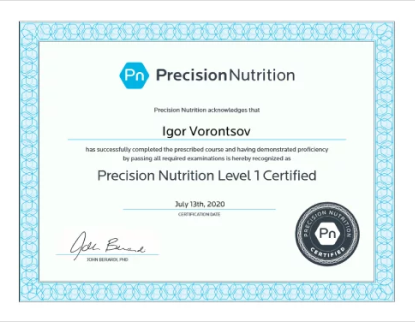 Pn PrecisionNutrition
Precision Nutrition acknowledges that
Igor Vorontsov
has successfully completed the prescribed course and having demonstrated proficiency
by passing all required examinations is hereby recognized as
Precision Nutrition Level 1 Certified
July 13th, 2020
CERTIFICATION DATE
PRECISION NUTRITION
Pn
CERTIFIED
John Berardi
JOHN BERARDI, PHD